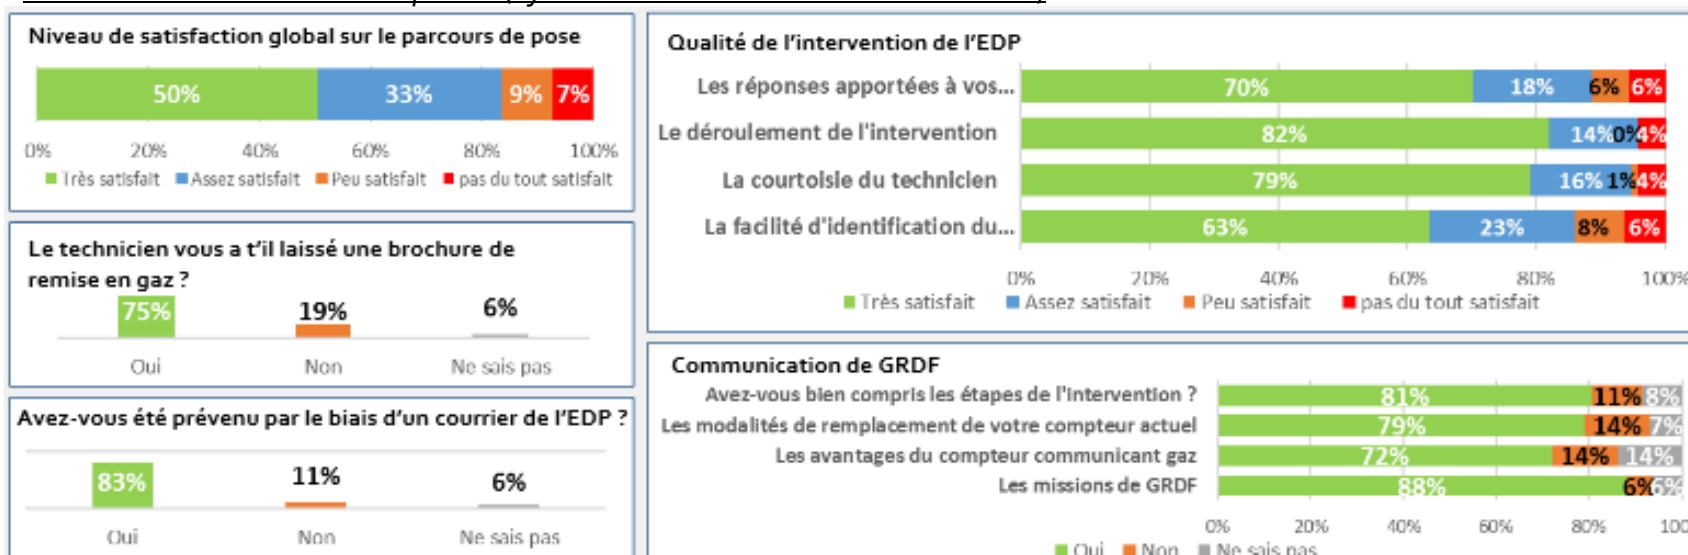 Niveau de satisfaction global sur le parcours de pose
50% 33% 9% 7%
0% 20% 40% 60% 80% 100%
Très satisfait Assez satisfait Peu satisfait pas du tout satisfait
Le technicien vous a t'il laissé une brochure de
remise en gaz ?
75% 19% 6%
Oui Non Ne sais pas
Avez-vous été prévenu par le biais d'un courrier de l'EDP ?
83% 11% 6%
Oui Non Ne sais pas
Qualité de l'intervention de l'EDP
Les réponses apportées à vos... 70% 18% 6% 6%
Le déroulement de l'intervention 82% 14% 0% 4%
La courtoisie du technicien 79% 16% 1% 4%
La facilité d'identification du... 63% 23% 8% 6%
0% 20% 40% 60% 80% 100%
Très satisfait Assez satisfait Peu satisfait pas du tout satisfait
Communication de GRDF
Avez-vous bien compris les étapes de l'intervention ? 81% 11% 8%
Les modalités de remplacement de votre compteur actuel 79% 14% 7%
Les avantages du compteur communicant gaz 72% 14% 14%
Les missions de GRDF 88% 6% 6%
0% 20% 40% 60% 80% 100
Oui Non Ne sais pas